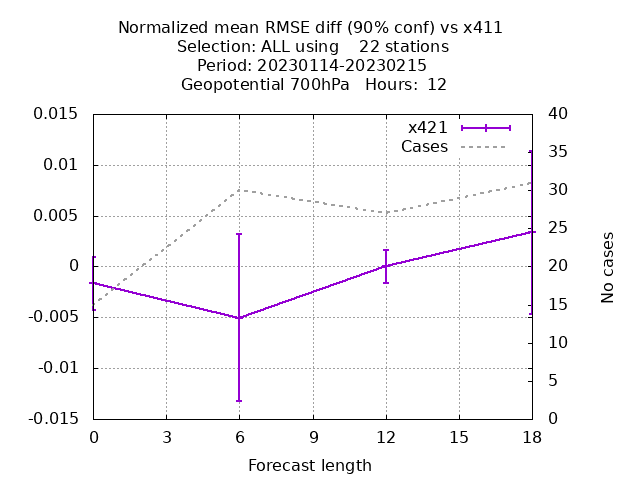 Normalized mean RMSE diff (90% conf) vs x411
Selection: ALL using    22 stations
Period: 20230114-20230215
Geopotential 700hPa   Hours:  12
x421
Cases
0.015
0.01
0.005
0
-0.005
-0.01
-0.015
40
35
30
25
20
15
10
5
0
No cases
0
3
6
9
12
15
18
Forecast length